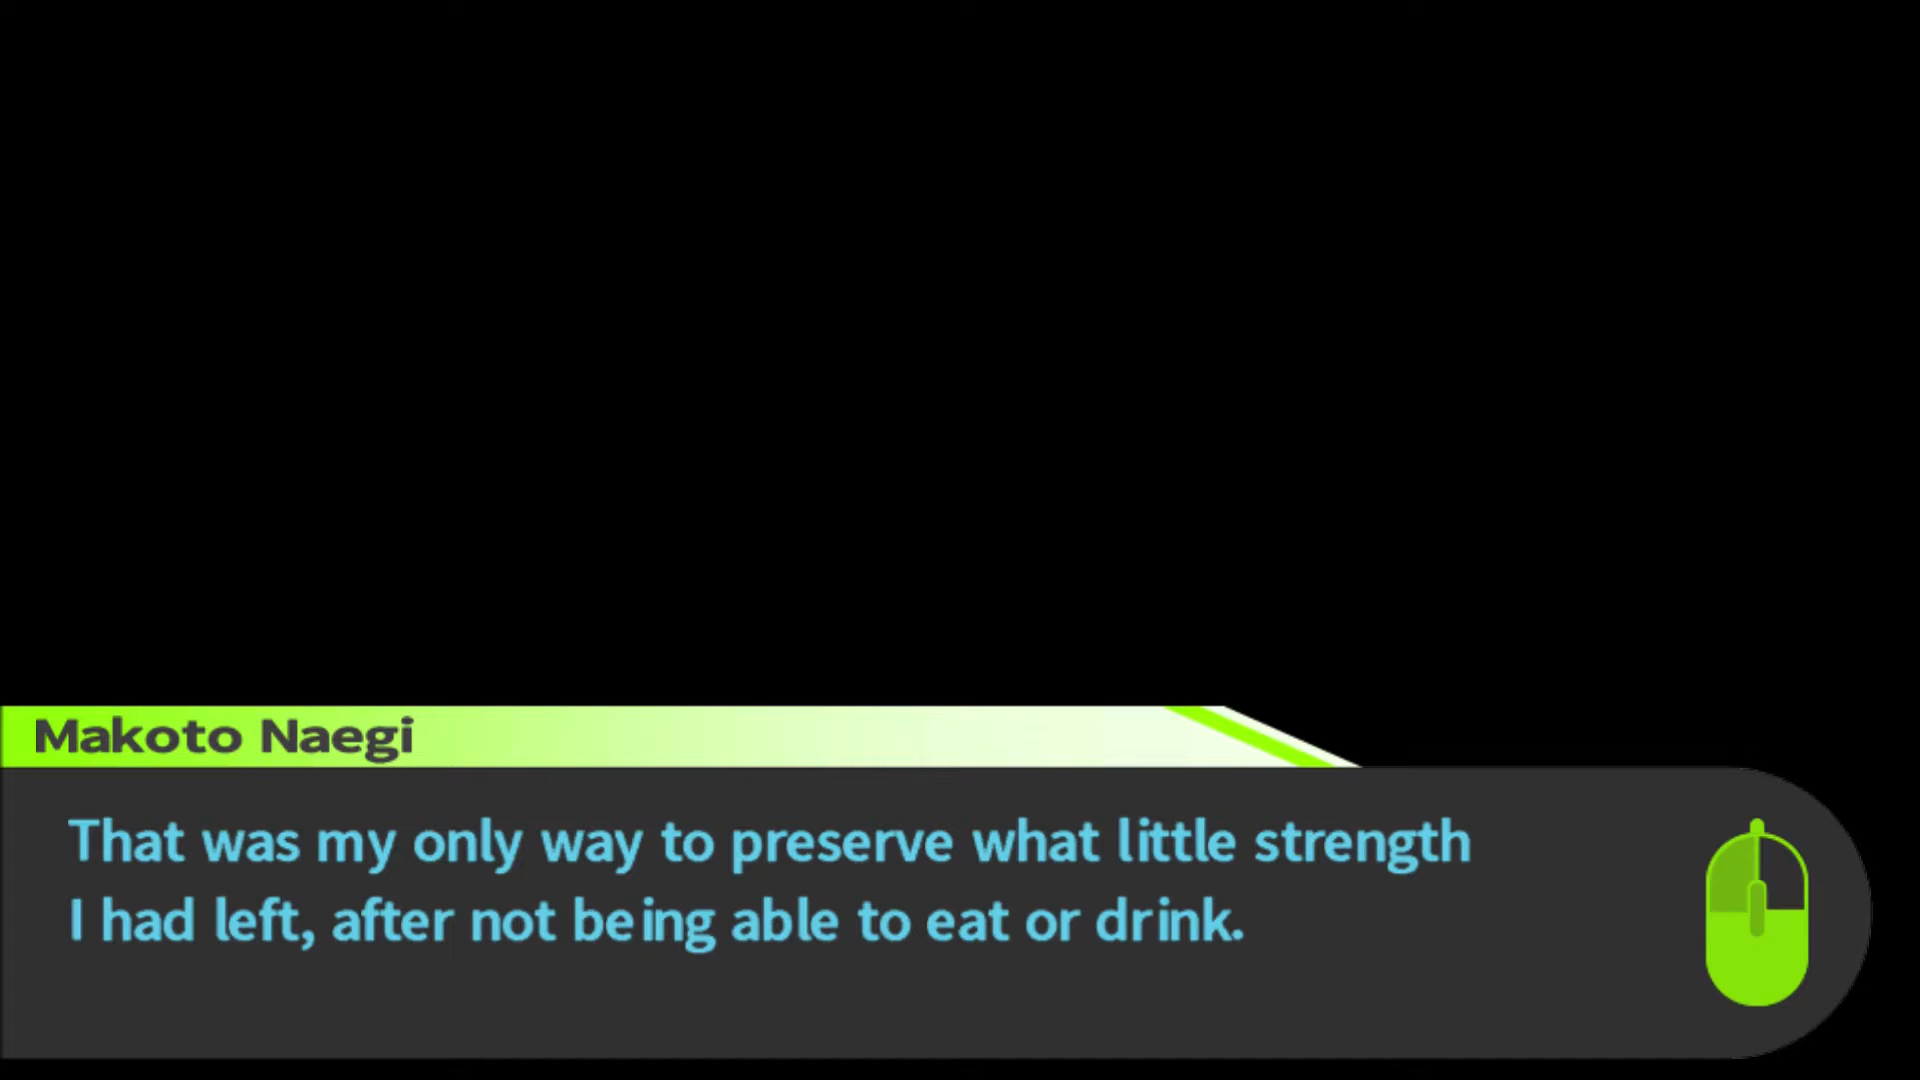 Makoto Naegi
That was my only way to preserve what little strength
I had left, after not being able to eat or drink.